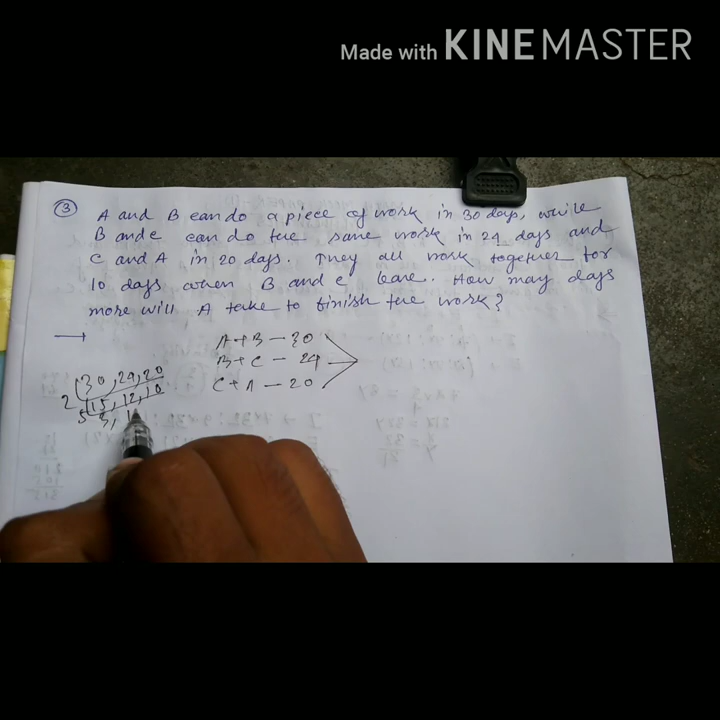 Made with KINEMASTER
③ A and B can do a piece of work in 30 days, while
B and c can do the same work in 24 days and
C and A in 20 days. They all work together for
10 days when B and c leave. How may days
more will A take to finish the work?
A + B — 30
B + C — 24
C + A — 20
2 30, 24, 20
5 15, 12, 10
3, 1